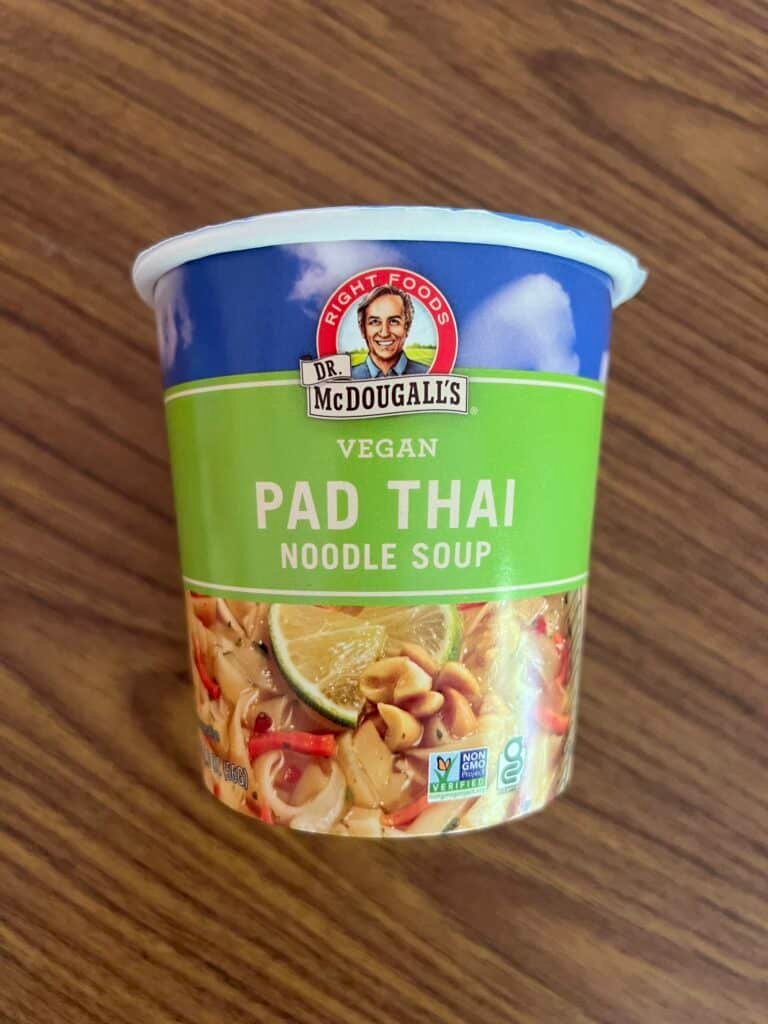 RIGHT FOODS
DR.
McDOUGALL'S
VEGAN
PAD THAI
NOODLE SOUP
NON
GMO
Project
VERIFIED